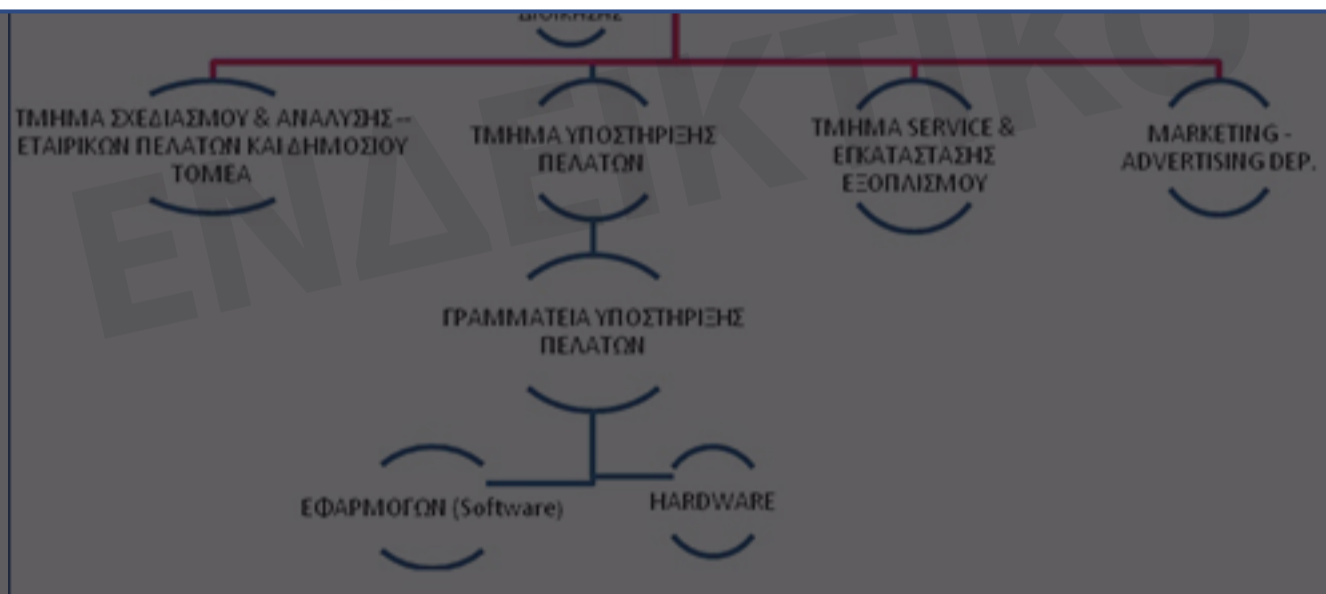 ΔΙΟΙΚΗΣΗΣ
ΤΜΗΜΑ ΣΧΕΔΙΑΣΜΟΥ & ΑΝΑΛΥΣΗΣ –
ΕΤΑΙΡΙΚΩΝ ΠΕΛΑΤΩΝ ΚΑΙ ΔΗΜΟΣΙΟΥ
ΤΟΜΕΑ
ΤΜΗΜΑ ΥΠΟΣΤΗΡΙΞΗΣ
ΠΕΛΑΤΩΝ
ΤΜΗΜΑ SERVICE &
ΕΓΚΑΤΑΣΤΑΣΗΣ
ΕΞΟΠΛΙΣΜΟΥ
MARKETING -
ADVERTISING DEP.
ΕΝΔΕΙΚΤΙΚΟ
ΓΡΑΜΜΑΤΕΙΑ ΥΠΟΣΤΗΡΙΞΗΣ
ΠΕΛΑΤΩΝ
ΕΦΑΡΜΟΓΩΝ (Software)
HARDWARE